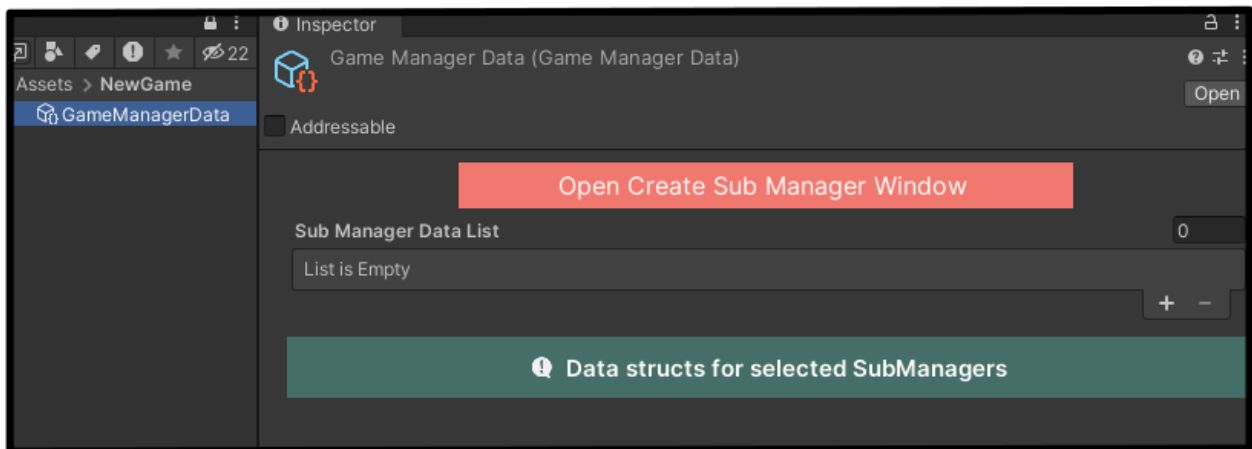 Inspector
22
Game Manager Data (Game Manager Data)
Assets > NewGame
Open
GameManagerData
Addressable
Open Create Sub Manager Window
Sub Manager Data List
0
List is Empty
+ −
Data structs for selected SubManagers